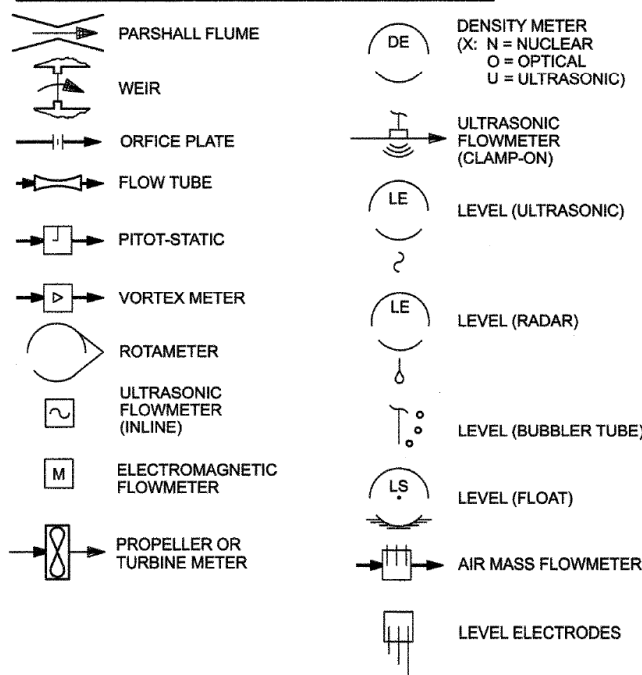 PARSHALL FLUME
WEIR
ORFICE PLATE
FLOW TUBE
PITOT-STATIC
VORTEX METER
ROTAMETER
ULTRASONIC
FLOWMETER
(INLINE)
M
ELECTROMAGNETIC
FLOWMETER
PROPELLER OR
TURBINE METER
DE
DENSITY METER
(X: N = NUCLEAR
O = OPTICAL
U = ULTRASONIC)
ULTRASONIC
FLOWMETER
(CLAMP-ON)
LE
LEVEL (ULTRASONIC)
LE
LEVEL (RADAR)
LEVEL (BUBBLER TUBE)
LS
LEVEL (FLOAT)
AIR MASS FLOWMETER
LEVEL ELECTRODES